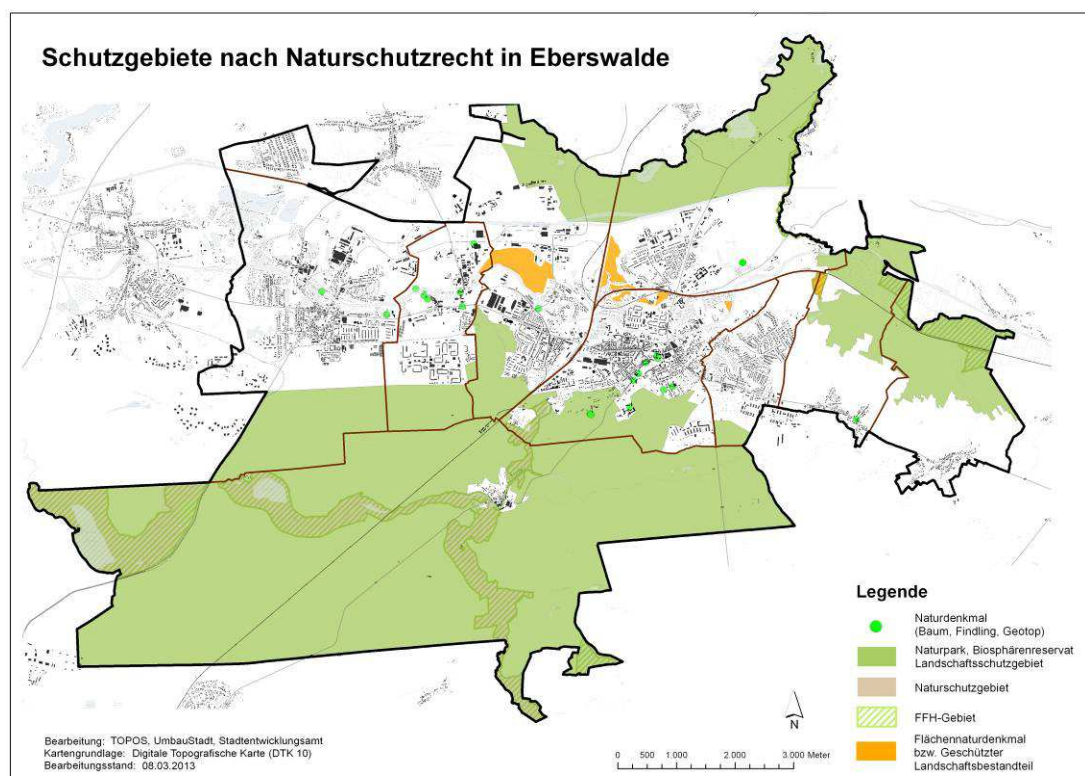 Schutzgebiete nach Naturschutzrecht in Eberswalde
Legende
Naturdenkmal
(Baum, Findling, Geotop)
Naturpark, Biosphärenreservat
Landschaftsschutzgebiet
Naturschutzgebiet
FFH-Gebiet
Flächennaturdenkmal
bzw. Geschützter
Landschaftsbestandteil
N
0 500 1.000 2.000 3.000 Meter
Bearbeitung: TOPOS, UmbauStadt, Stadtentwicklungsamt
Kartengrundlage: Digitale Topografische Karte (DTK 10)
Bearbeitungsstand: 08.03.2013